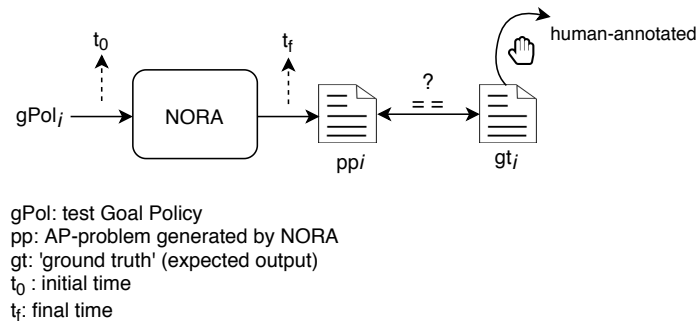 t0
tf
human-annotated
gPoli
NORA
?
==
ppi
gti
gPol: test Goal Policy
pp: AP-problem generated by NORA
gt: 'ground truth' (expected output)
t0 : initial time
tf: final time